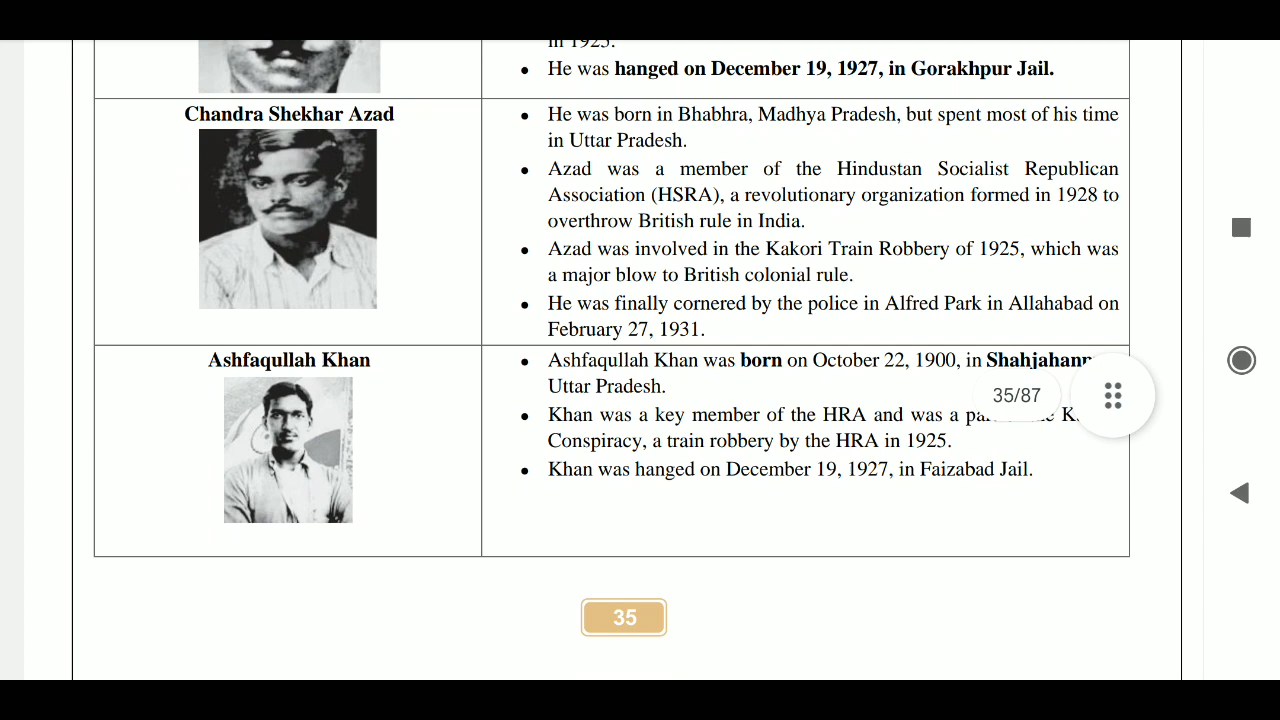 in 1925.
He was hanged on December 19, 1927, in Gorakhpur Jail.
Chandra Shekhar Azad
He was born in Bhabhra, Madhya Pradesh, but spent most of his time
in Uttar Pradesh.
Azad was a member of the Hindustan Socialist Republican
Association (HSRA), a revolutionary organization formed in 1928 to
overthrow British rule in India.
Azad was involved in the Kakori Train Robbery of 1925, which was
a major blow to British colonial rule.
He was finally cornered by the police in Alfred Park in Allahabad on
February 27, 1931.
Ashfaqullah Khan
Ashfaqullah Khan was born on October 22, 1900, in
Uttar Pradesh.
Khan was a key member of the HRA and was a
Conspiracy, a train robbery by the HRA in 1925.
Khan was hanged on December 19, 1927, in Faizabad Jail.
35/87
35